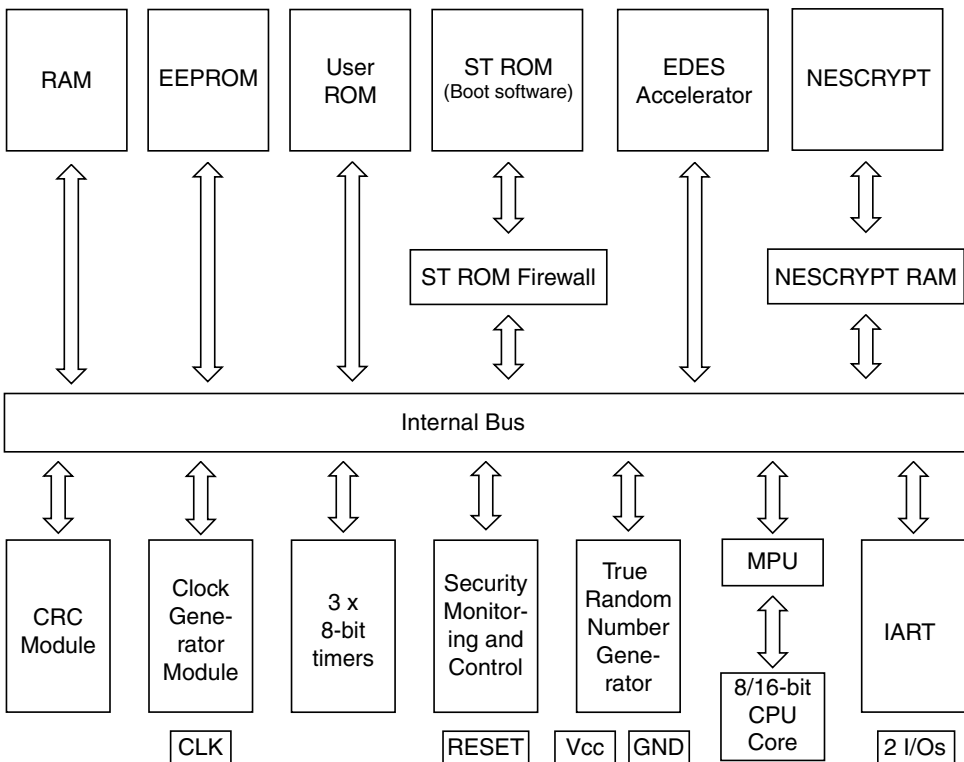 RAM
EEPROM
User
ROM
ST ROM
(Boot software)
EDES
Accelerator
NESCRYPT
ST ROM Firewall
NESCRYPT RAM
Internal Bus
CRC
Module
Clock
Gene-
rator
Module
3 x
8-bit
timers
Security
Monitor-
ing and
Control
True
Random
Number
Gene-
rator
MPU
8/16-bit
CPU
Core
IART
CLK
RESET
Vcc
GND
2 I/Os